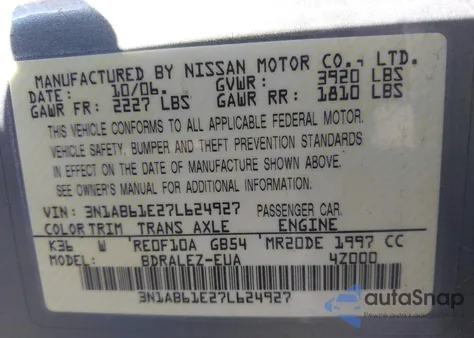 MANUFACTURED BY NISSAN MOTOR CO., LTD.
DATE: 10/06. GVWR: 3920 LBS
GAWR FR: 2227 LBS GAWR RR: 1810 LBS
THIS VEHICLE CONFORMS TO ALL APPLICABLE FEDERAL MOTOR
VEHICLE SAFETY, BUMPER AND THEFT PREVENTION STANDARDS
IN EFFECT ON THE DATE OF MANUFACTURE SHOWN ABOVE.
SEE OWNER'S MANUAL FOR ADDITIONAL INFORMATION.
VIN: 3N1AB61E27L624927 PASSENGER CAR
COLOR TRIM TRANS AXLE ENGINE
K36 W RE0F10A GB54 MR20DE 1997 CC
MODEL: BDRALEZ-EUA 4Z000
3N1AB61E27L624927
autoSnap